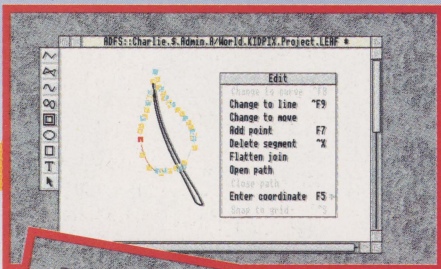 ADFS::Charlie.$.Admin.A/World.KIDPIX.Project.LEAF *
Edit
Change to curve ^F8
Change to line ^F9
Change to move
Add point F7
Delete segment ^X
Flatten join
Open path
Close path
Enter coordinate F5
Snap to grid ^S
T